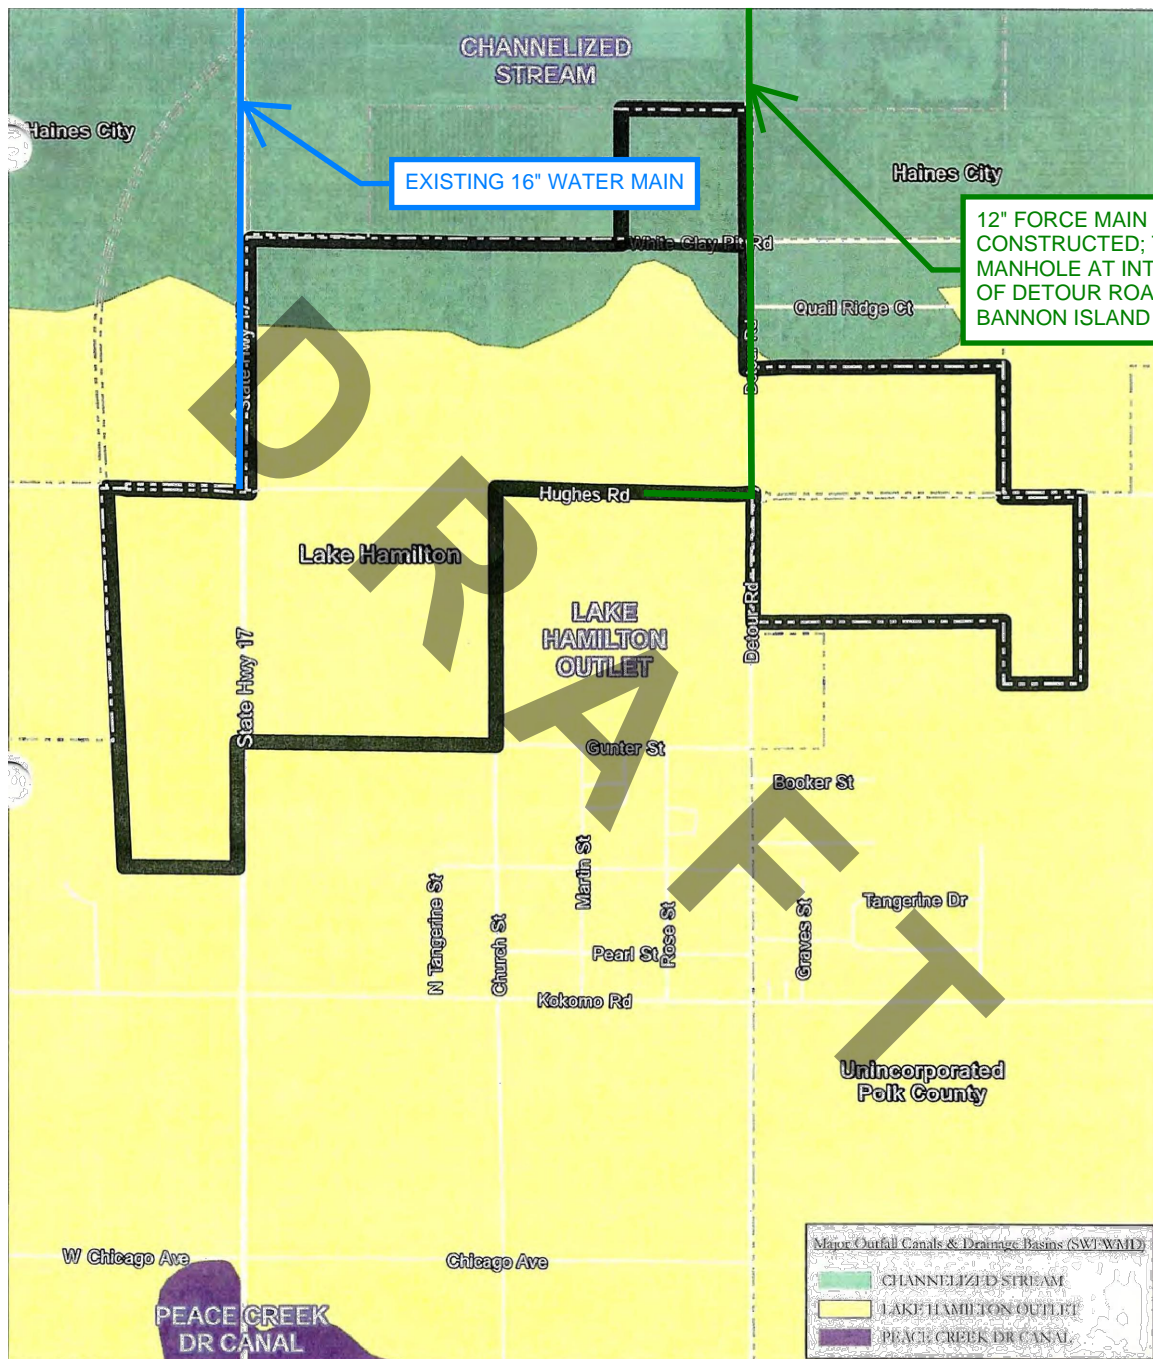 CHANNELIZED
STREAM
Haines City
EXISTING 16" WATER MAIN
Haines City
12" FORCE MAIN
CONSTRUCTED;
MANHOLE AT INT
OF DETOUR ROA
BANNON ISLAND
White Clay Pit Rd
Quail Ridge Ct
State Hwy 17
Detour Rd
Hughes Rd
Lake Hamilton
LAKE
HAMILTON
OUTLET
Detour Rd
State Hwy 17
Gunter St
Booker St
Martin St
N Tangerine St
Church St
Rose St
Graves St
Tangerine Dr
Pearl St
Kokomo Rd
DRAFT
Unincorporated
Polk County
W Chicago Ave
Chicago Ave
PEACE CREEK
DR CANAL
Major Outfall Canals & Drainage Basins (SWFWMD)
CHANNELIZED STREAM
LAKE HAMILTON OUTLET
PEACE CREEK DR CANAL